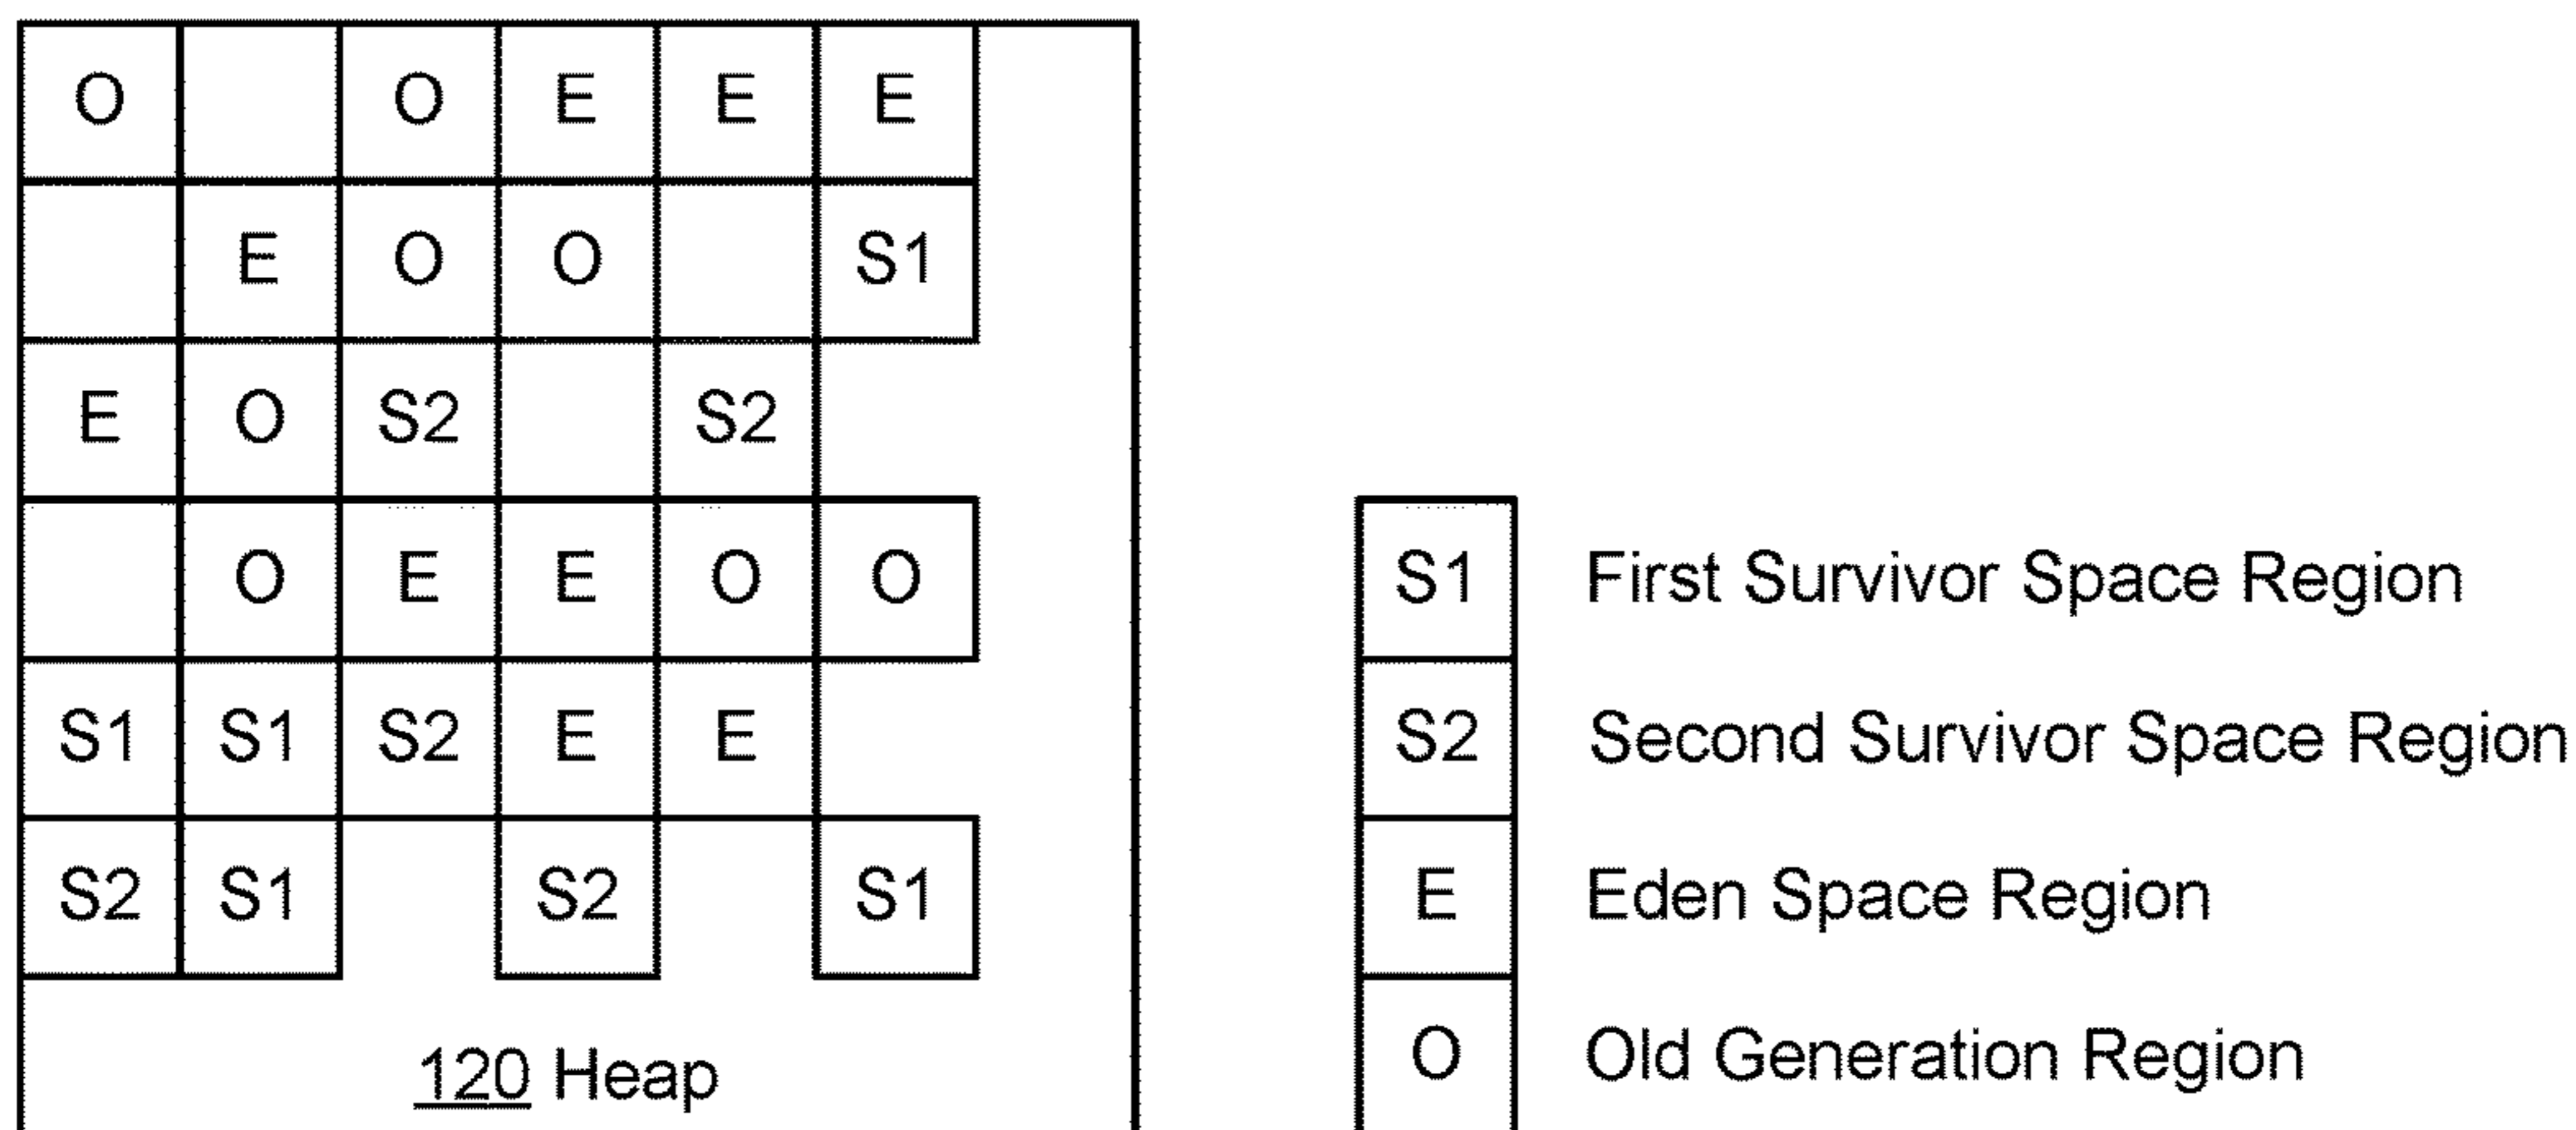 O O E E E
E O O S1
E O S2 S2
O E E O O
S1 S1 S2 E E
S2 S1 S2 S1
120 Heap
S1 First Survivor Space Region
S2 Second Survivor Space Region
E Eden Space Region
O Old Generation Region